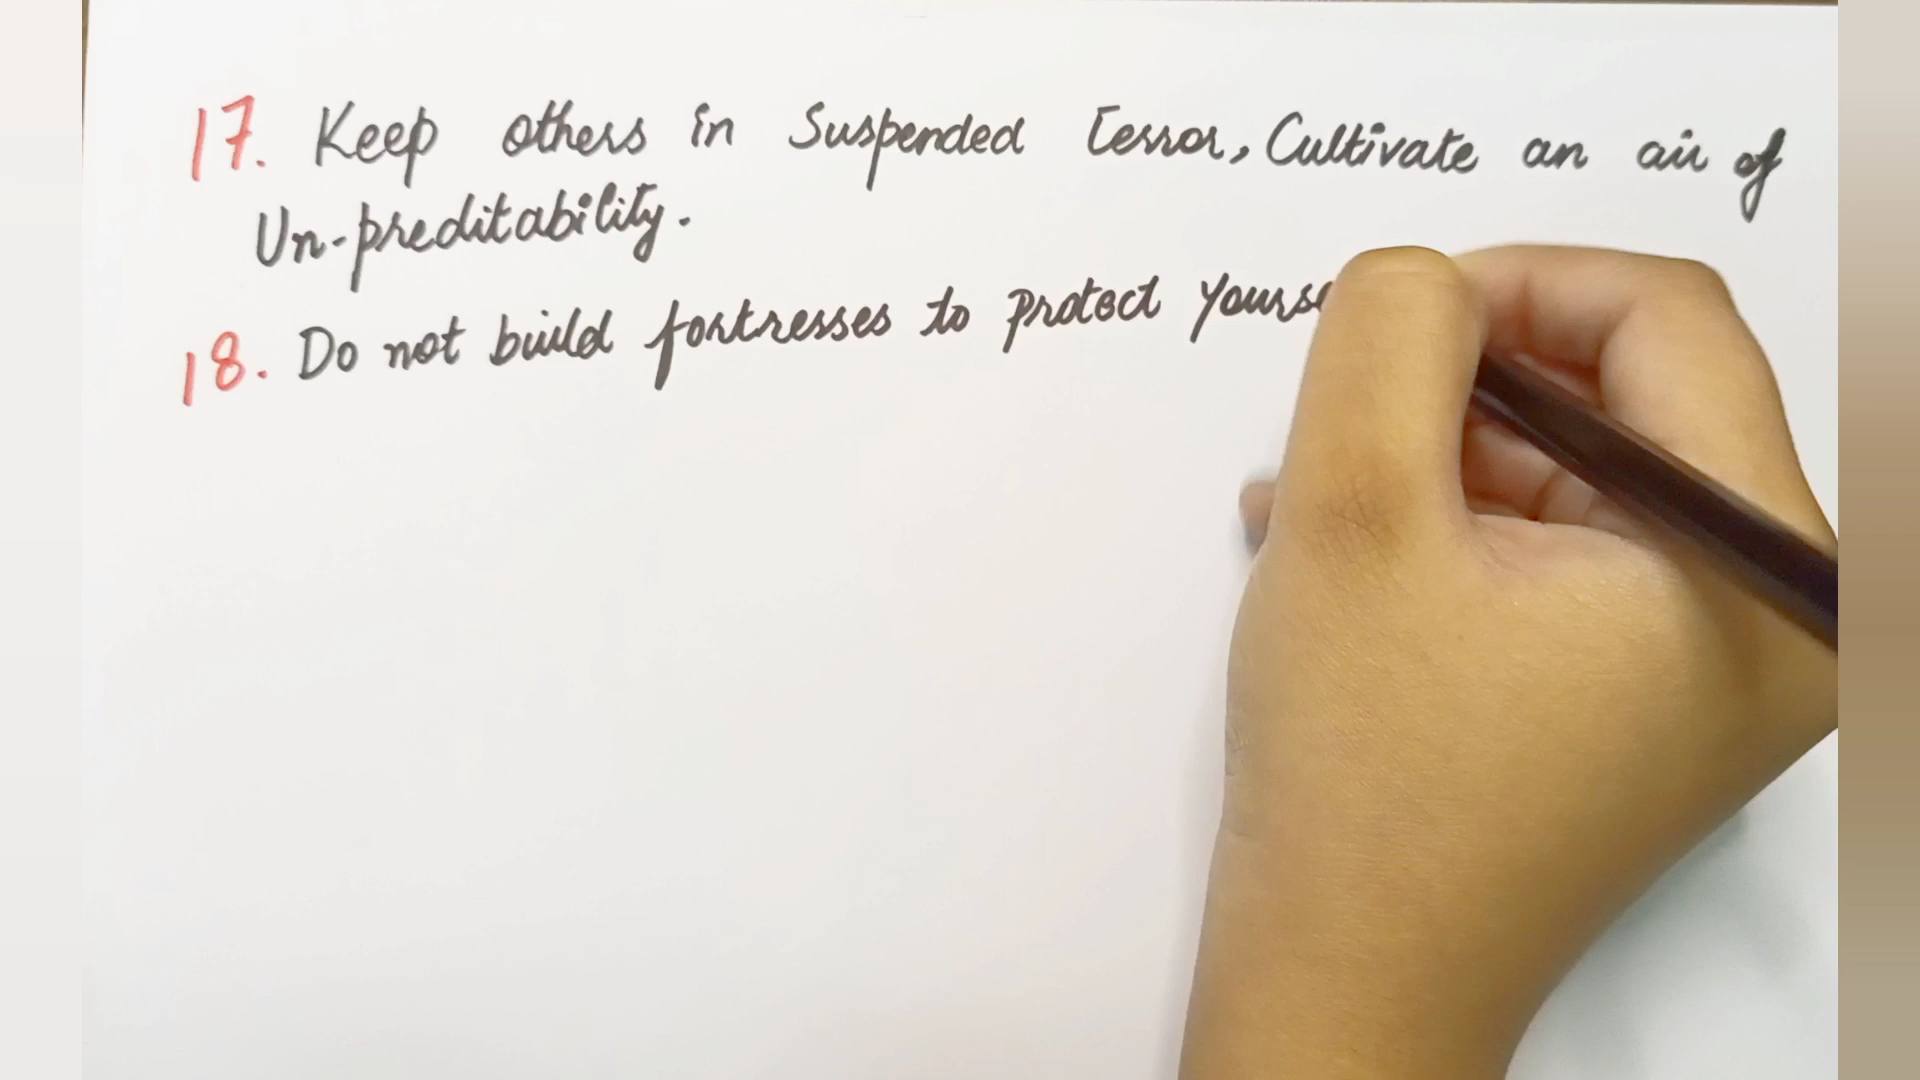 17. Keep others in Suspended Terror, Cultivate an air of
Un-preditability.
18. Do not build fortresses to protect